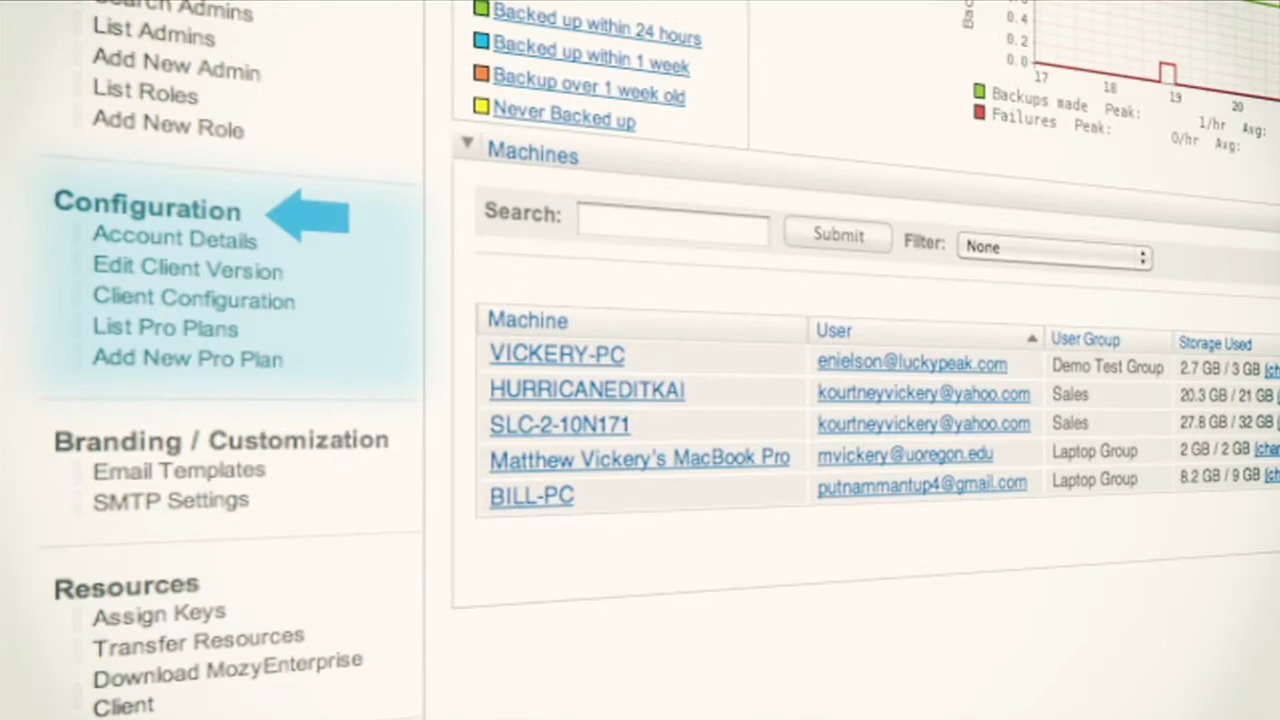 Search Admins
List Admins
Add New Admin
List Roles
Add New Role
Configuration
Account Details
Edit Client Version
Client Configuration
List Pro Plans
Add New Pro Plan
Branding / Customization
Email Templates
SMTP Settings
Resources
Assign Keys
Transfer Resources
Download MozyEnterprise
Client
Backed up within 24 hours
Backed up within 1 week
Backup over 1 week old
Never Backed up
0.4
0.2
0.0
17 18 19 20
Backups made Peak: 1/hr Avg:
Failures Peak: 0/hr Avg:
Machines
Search: Submit Filter: None
Machine User User Group Storage Used
VICKERY-PC enielson@luckypeak.com Demo Test Group 2.7 GB / 3 GB
HURRICANEDITKAI kourtneyvickery@yahoo.com Sales 20.3 GB / 21 GB
SLC-2-10N171 kourtneyvickery@yahoo.com Sales 27.8 GB / 32 GB
Matthew Vickery's MacBook Pro mvickery@uoregon.edu Laptop Group 2 GB / 2 GB
BILL-PC putnammantup4@gmail.com Laptop Group 8.2 GB / 9 GB